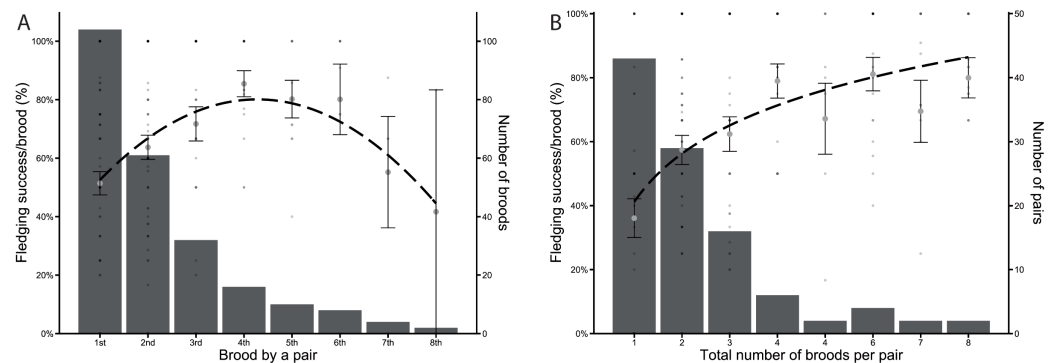 A
100%
80%
60%
40%
20%
0%
Fledging success/brood (%)
100
80
60
40
20
0
Number of broods
1st 2nd 3rd 4th 5th 6th 7th 8th
Brood by a pair
B
100%
80%
60%
40%
20%
0%
Fledging success/brood (%)
50
40
30
20
10
0
Number of pairs
1 2 3 4 4 6 7 8
Total number of broods per pair